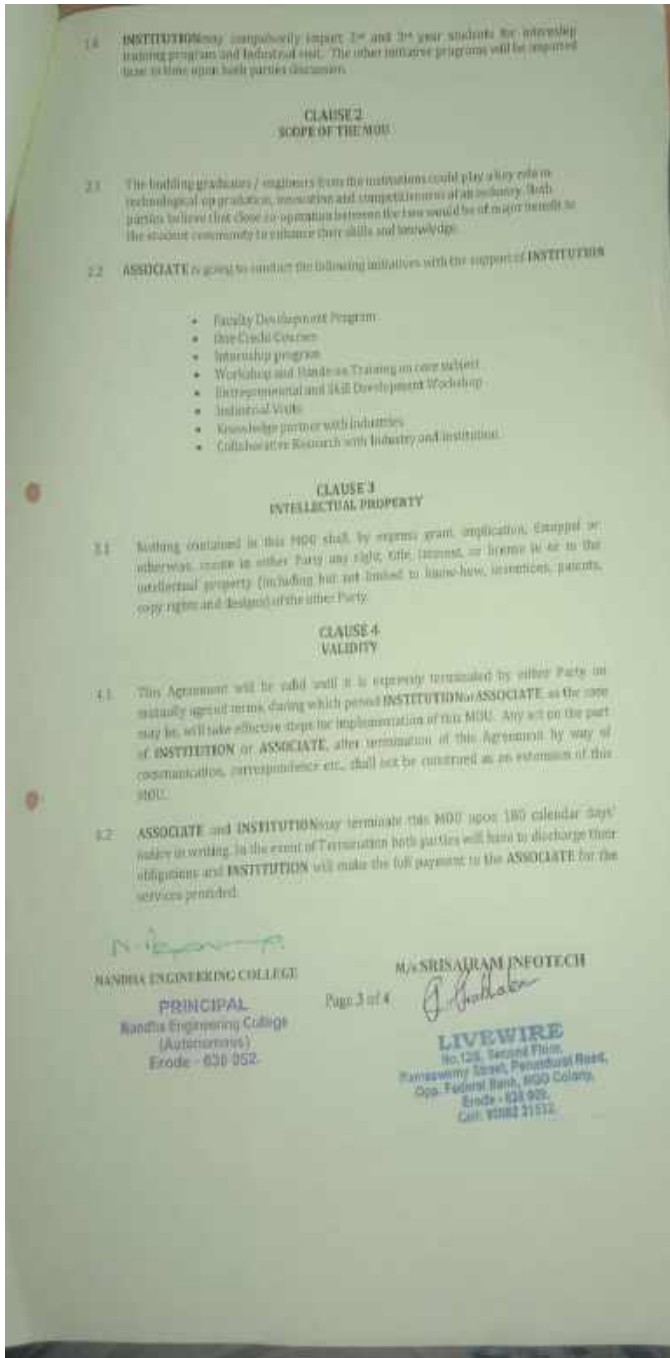 1.6 INSTITUTIONmay compulsorily impart 2nd and 3rd year students for internship
training program and Industrial visit. The other initiative programs will be imparted
time to time upon both parties discussion.
CLAUSE 2
SCOPE OF THE MOU
2.1 The budding graduates / engineers from the institutions could play a key role in
technological up gradation, innovation and competitiveness of an industry. Both
parties believe that close co-operation between the two would be of major benefit to
the student community to enhance their skills and knowledge.
2.2 ASSOCIATE is going to conduct the following initiatives with the support of INSTITUTION
• Faculty Development Program
• One Credit Courses
• Internship program
• Workshop and Hands-on Training on core subject
• Entrepreneurial and Skill Development Workshop
• Industrial Visits
• Knowledge partner with industries
• Collaborative Research with Industry and institution
CLAUSE 3
INTELLECTUAL PROPERTY
3.1 Nothing contained in this MOU shall, by express grant, implication, Estoppel or
otherwise, create in either Party any right, title, interest, or license in or to the
intellectual property (including but not limited to know-how, inventions, patents,
copy rights and designs) of the other Party.
CLAUSE 4
VALIDITY
4.1 This Agreement will be valid until it is expressly terminated by either Party on
mutually agreed terms, during which period INSTITUTIONorASSOCIATE, as the case
may be, will take effective steps for implementation of this MOU. Any act on the part
of INSTITUTION or ASSOCIATE, after termination of this Agreement by way of
communication, correspondence etc., shall not be construed as an extension of this
MOU.
4.2 ASSOCIATE and INSTITUTIONmay terminate this MOU upon 180 calendar days'
notice in writing. In the event of Termination both parties will have to discharge their
obligations and INSTITUTION will make the full payment to the ASSOCIATE for the
services provided.
NANDHA ENGINEERING COLLEGE
M/s SRISAIRAM INFOTECH
PRINCIPAL
Nandha Engineering College
(Autonomous)
Erode - 638 052.
Page 3 of 4
LIVEWIRE
Second Floor,
Street, Perundurai Road,
Opp. Federal Bank, NGO Colony,
Erode - 638 009.